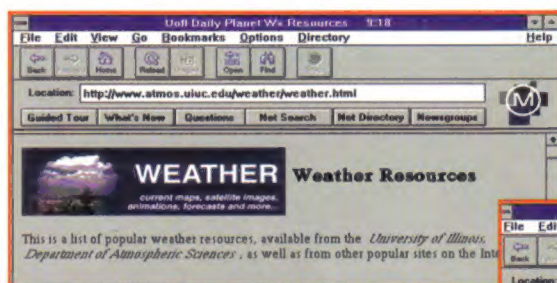 UofI Daily Planet Wx Resources 9:18
File Edit View Go Bookmarks Options Directory Help
Back Home Reload Open Find
Location: http://www.atmos.uiuc.edu/weather/weather.html
M
Guided Tour What's New Questions Net Search Net Directory Newsgroups
WEATHER
current maps, satellite images,
animations, forecasts and more...
Weather Resources
This is a list of popular weather resources, available from the University of Illinois,
Department of Atmospheric Sciences , as well as from other popular sites on the Inte
File Edi
Back
Location